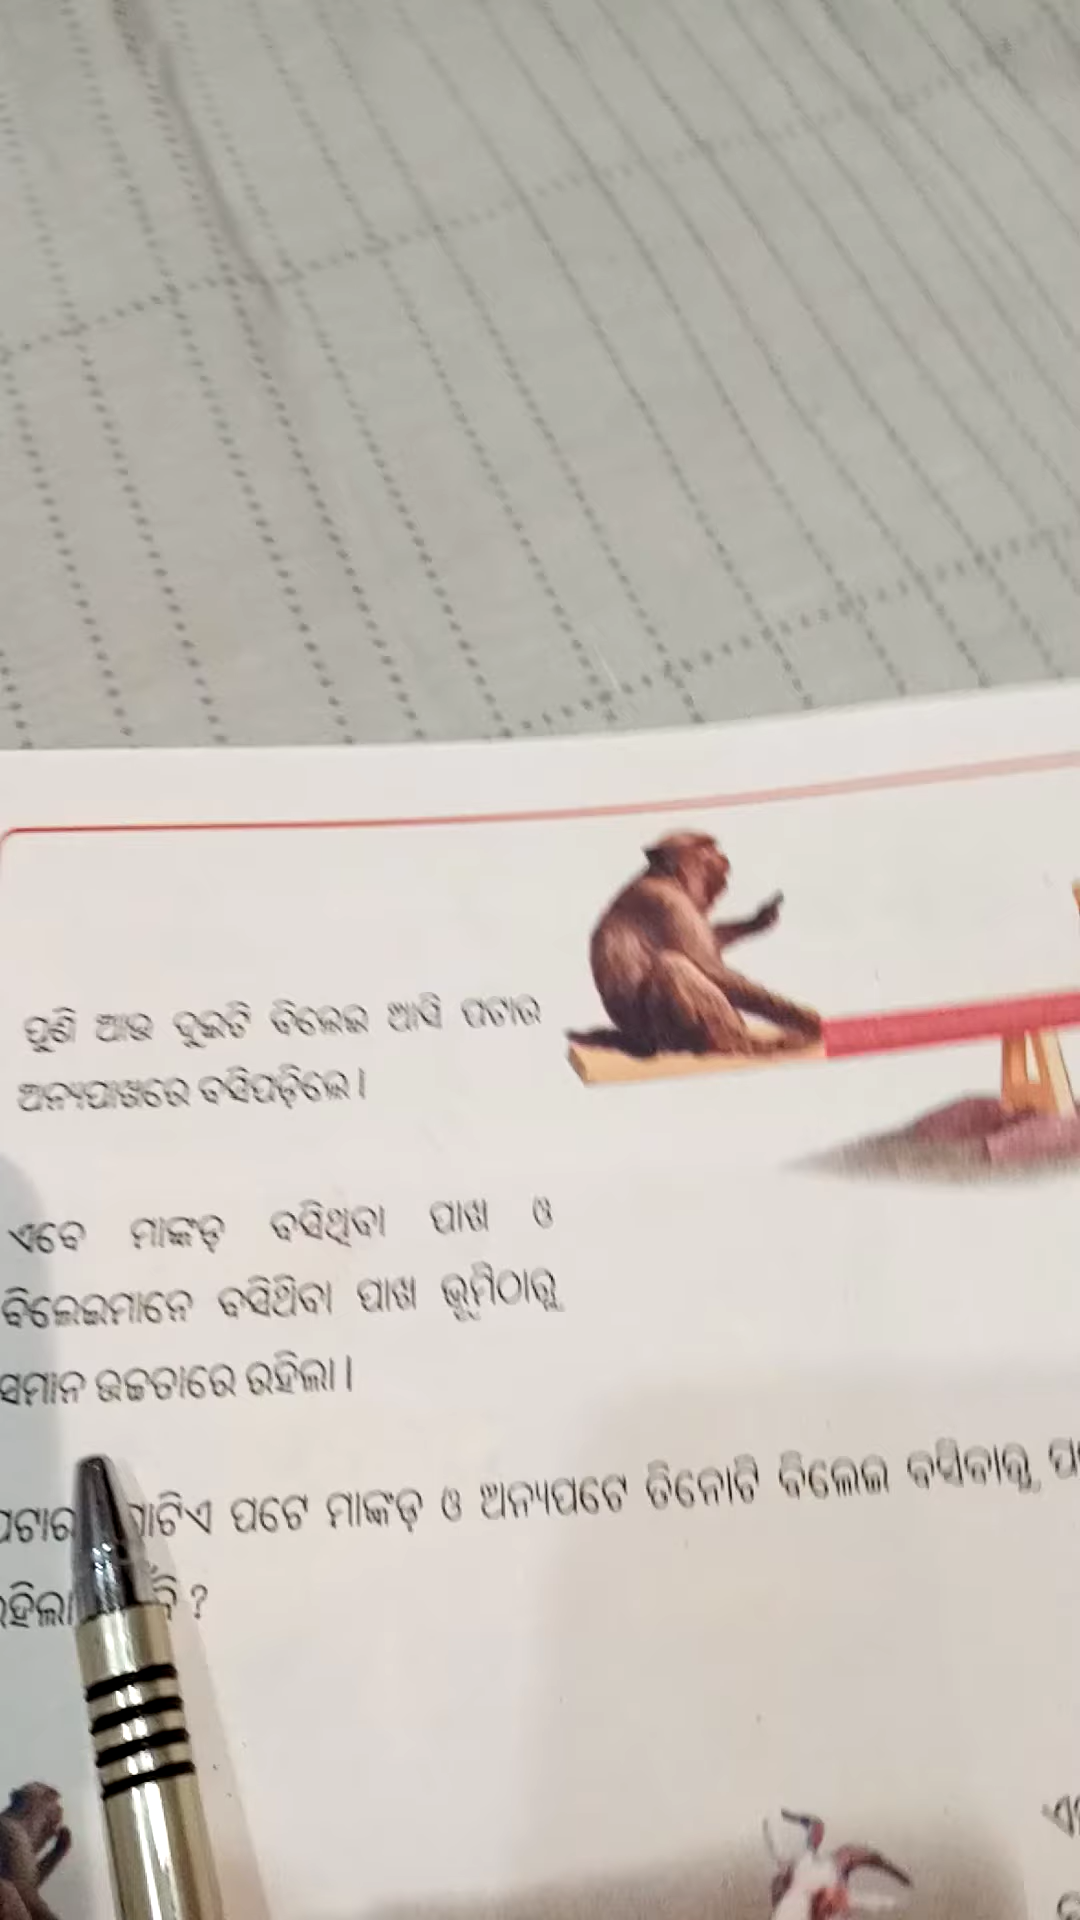 ପୁଣି ଆଉ ଦୁଇଟି ବିଲେଇ ଆସି ପଟାର
ଅନ୍ୟପାଖରେ ବସିପଡ଼ିଲେ।
ଏବେ ମାଙ୍କଡ଼ ବସିଥିବା ପାଖ ଓ
ବିଲେଇମାନେ ବସିଥିବା ପାଖ ଭୂମିଠାରୁ
ସମାନ ଉଚ୍ଚତାରେ ରହିଲା।
ପଟାର ପଟେ ମାଙ୍କଡ଼ ଓ ଅନ୍ୟପଟେ ତିନୋଟି ବିଲେଇ ବସିବାରୁ
ରହିଲା ?